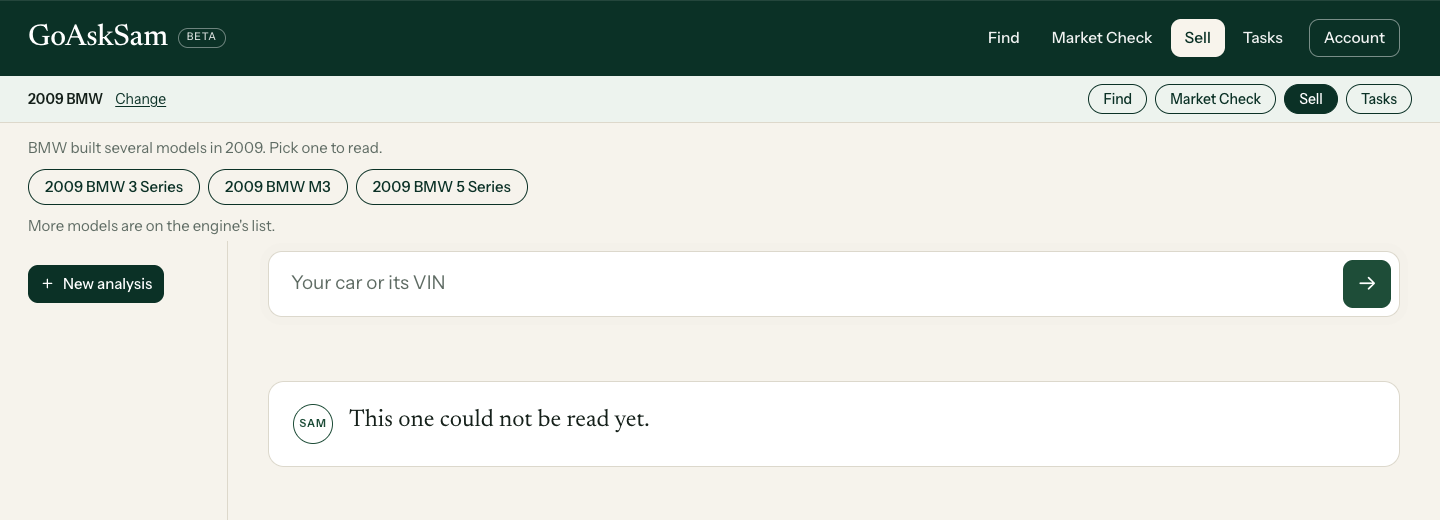 GoAskSam BETA Find Market Check Sell Tasks Account
2009 BMW Change Find Market Check Sell Tasks
BMW built several models in 2009. Pick one to read.
2009 BMW 3 Series 2009 BMW M3 2009 BMW 5 Series
More models are on the engine's list.
+ New analysis
Your car or its VIN
SAM This one could not be read yet.